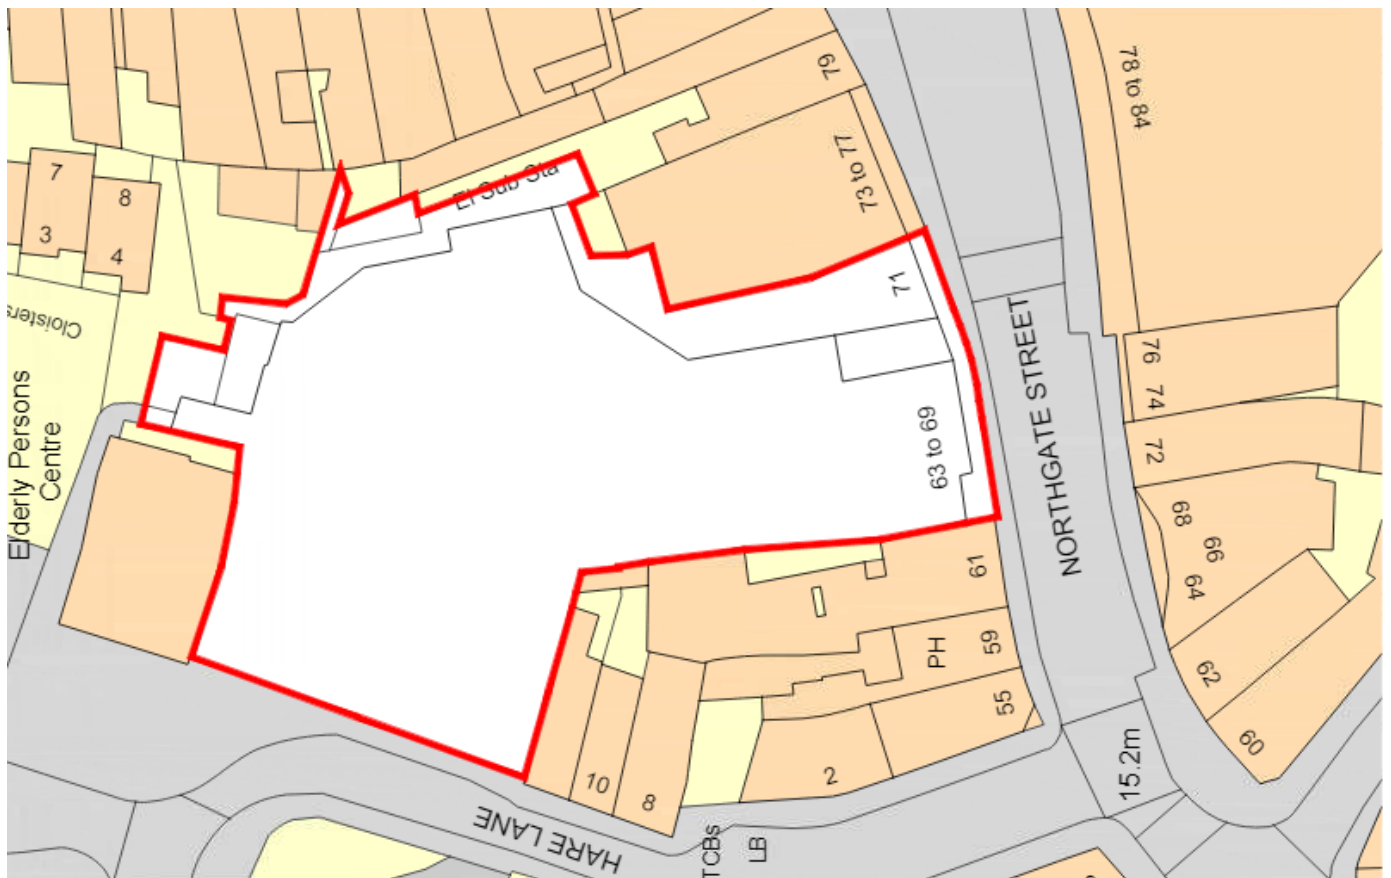 79
78 to 84
7
8
3
4
El Sub Sta
73 to 77
71
Cloisters
NORTHGATE STREET
76
74
72
Elderly Persons
Centre
63 to 69
68
66
64
61
59
PH
62
55
60
10
8
2
15.2m
HARE LANE
TCBs
LB